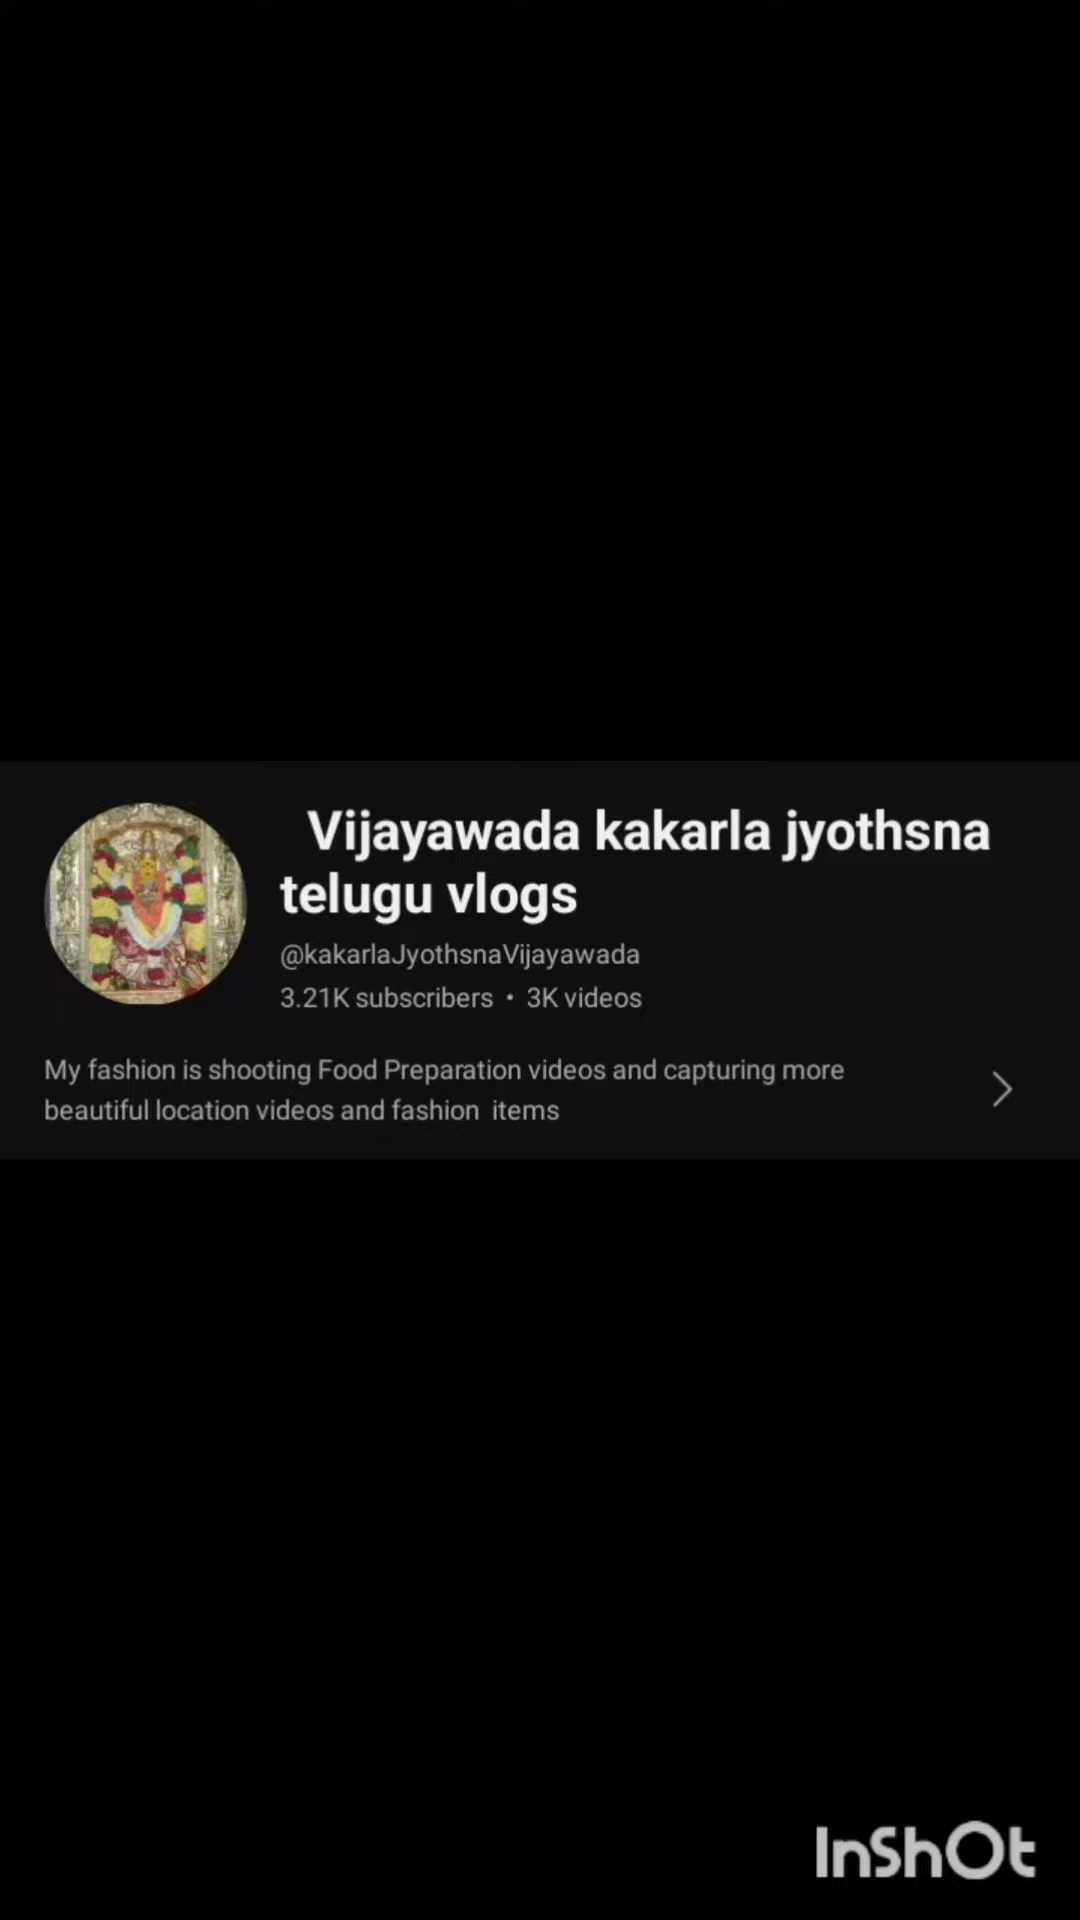 Vijayawada kakarla jyothsna
telugu vlogs
@kakarlaJyothsnaVijayawada
3.21K subscribers • 3K videos
My fashion is shooting Food Preparation videos and capturing more
beautiful location videos and fashion items
InShOt